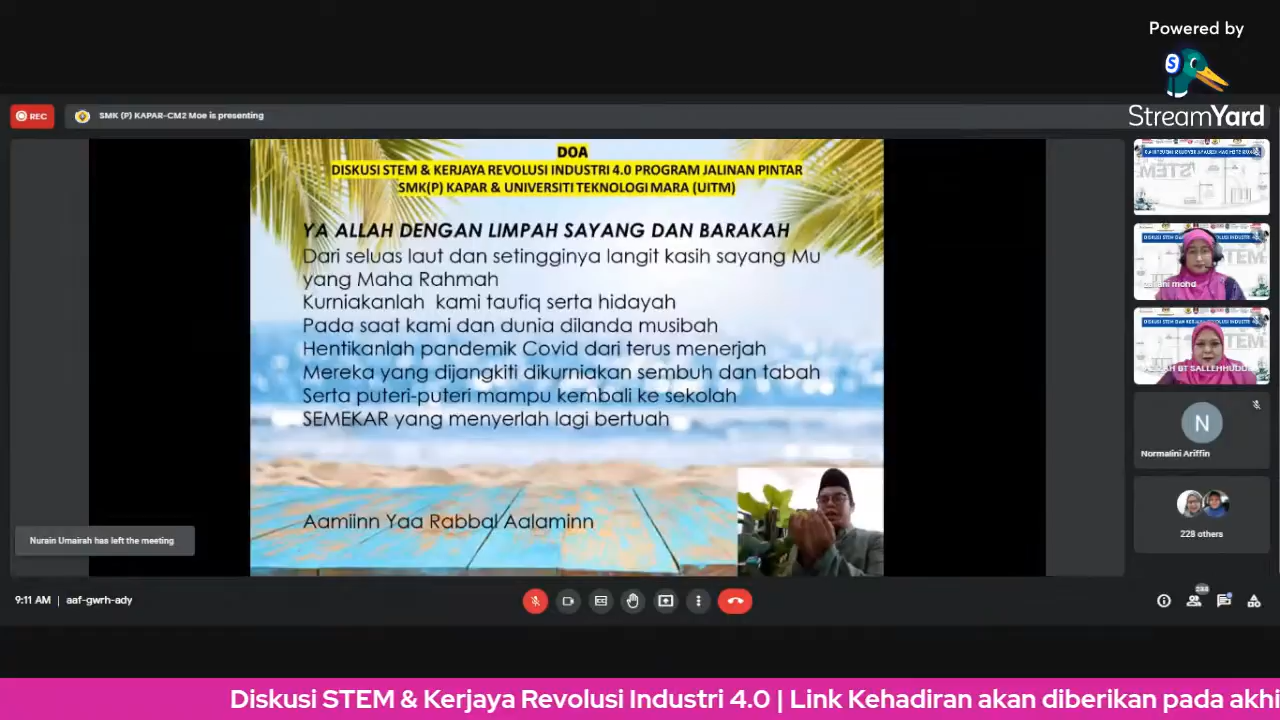 Powered by
StreamYard
REC
SMK (P) KAPAR-CM2 Moe is presenting
DOA
DISKUSI STEM & KERJAYA REVOLUSI INDUSTRI 4.0 PROGRAM JALINAN PINTAR
SMK(P) KAPAR & UNIVERSITI TEKNOLOGI MARA (UITM)
YA ALLAH DENGAN LIMPAH SAYANG DAN BARAKAH
Dari seluas laut dan setingginya langit kasih sayang Mu
yang Maha Rahmah
Kurniakanlah kami taufiq serta hidayah
Pada saat kami dan dunia dilanda musibah
Hentikanlah pandemik Covid dari terus menerjah
Mereka yang dijangkiti dikurniakan sembuh dan tabah
Serta puteri-puteri mampu kembali ke sekolah
SEMEKAR yang menyerlah lagi bertuah
Aamiinn Yaa Rabbal Aalaminn
STEM
mohd
BT SALLEHHUDDIN
N
Normalini Ariffin
228 others
Nurain Umairah has left the meeting
9:11 AM | aaf-gwrh-ady
Diskusi STEM & Kerjaya Revolusi Industri 4.0 | Link Kehadiran akan diberikan pada akhi